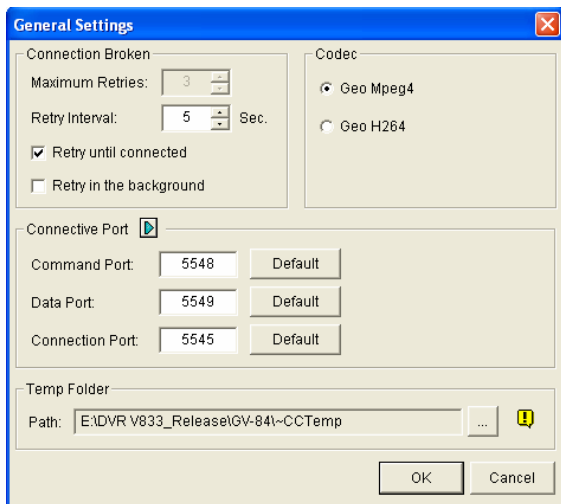 General Settings
Connection Broken
Maximum Retries: 3
Retry Interval: 5 Sec.
Retry until connected
Retry in the background
Codec
Geo Mpeg4
Geo H264
Connective Port
Command Port: 5548 Default
Data Port: 5549 Default
Connection Port: 5545 Default
Temp Folder
Path: E:\DVR V833_Release\GV-84\~CCTemp ...
OK Cancel